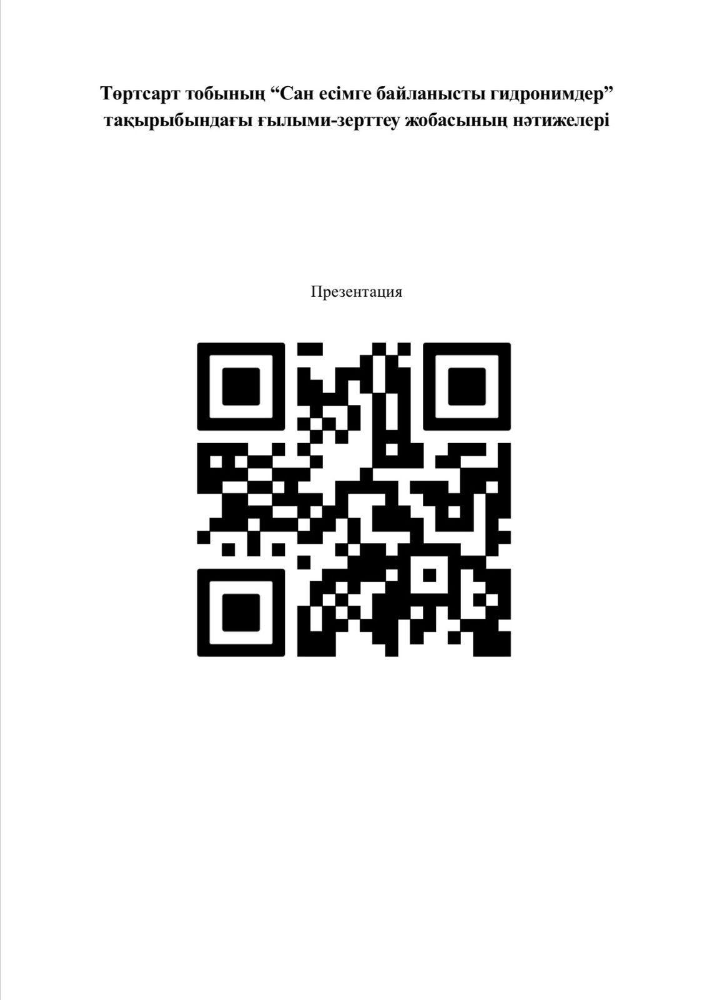 Төртсарт тобының “Сан есімге байланысты гидронимдер”
тақырыбындағы ғылыми-зерттеу жобасының нәтижелері
Презентация